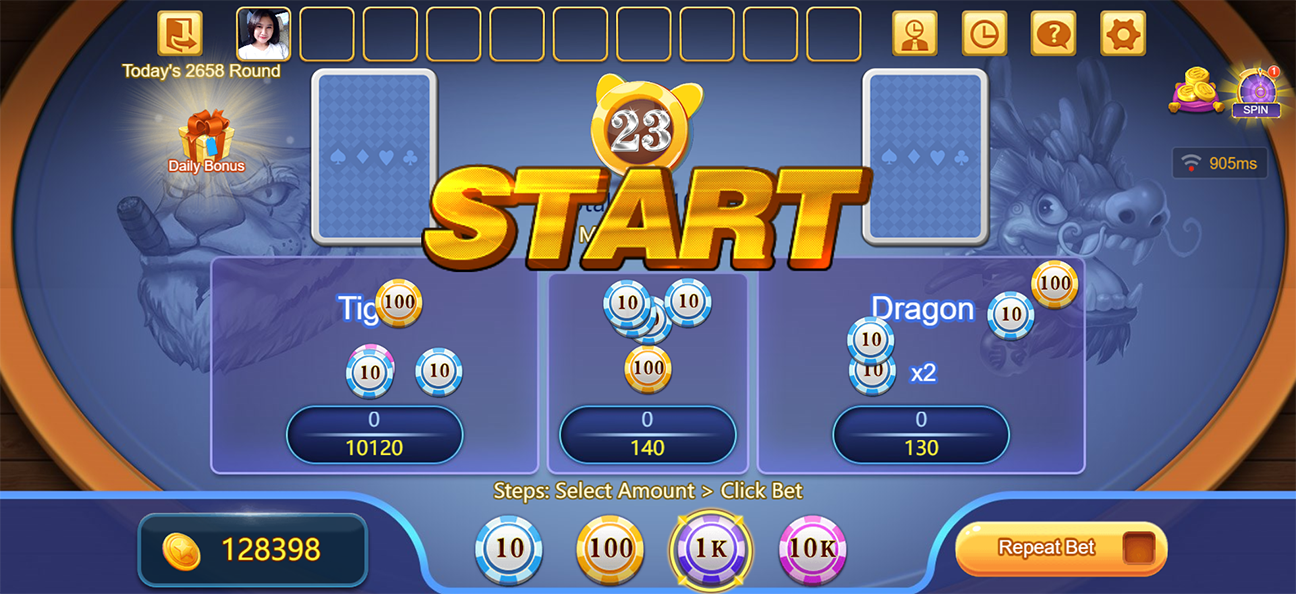 Today's 2658 Round
Daily Bonus
23
SPIN
1
905ms
START
Tig
100
10
10
0
10120
10
10
100
0
140
Dragon
100
10
10
10
x2
0
130
Steps: Select Amount > Click Bet
128398
10
100
1K
10K
Repeat Bet